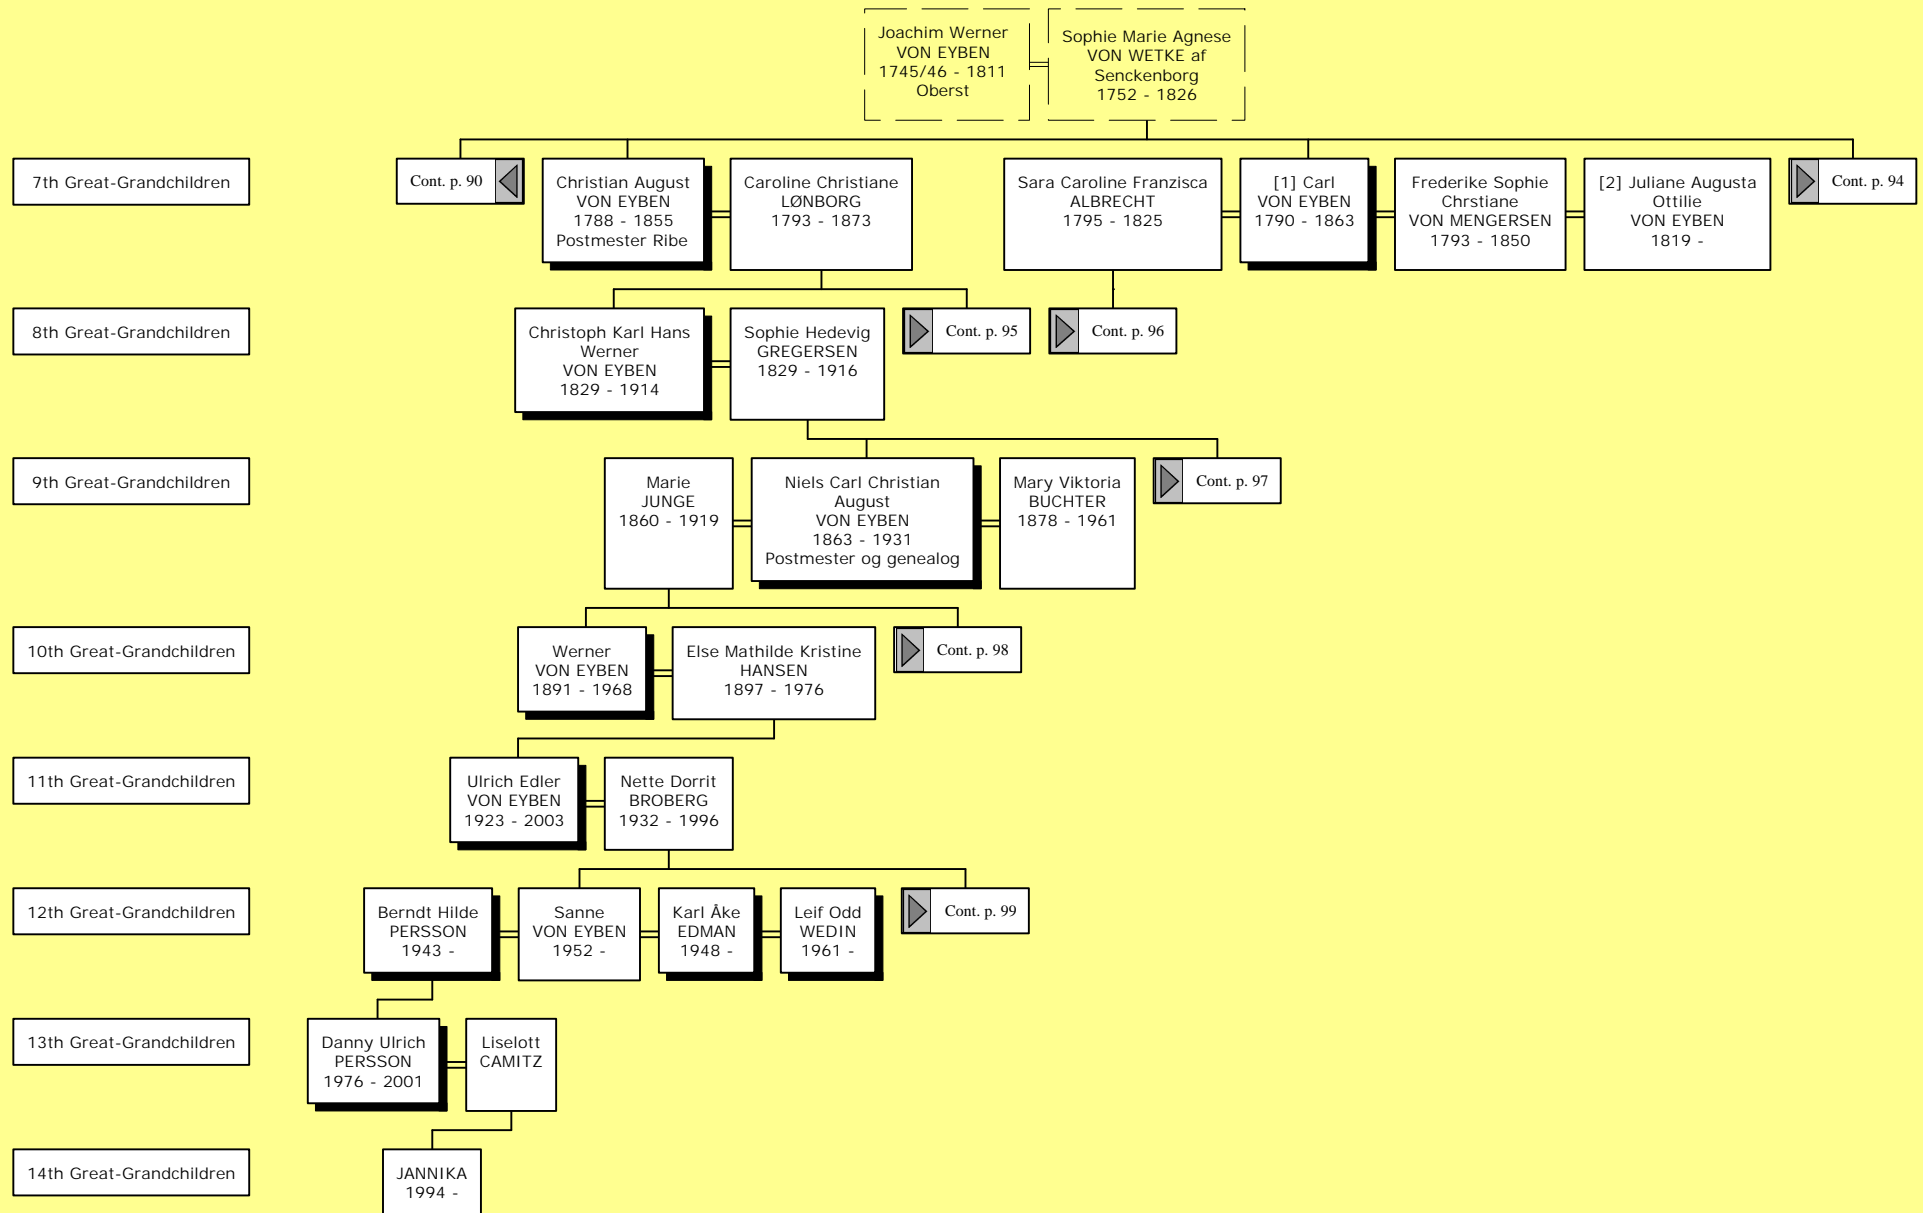 Joachim Werner
VON EYBEN
1745/46 - 1811
Oberst
Sophie Marie Agnese
VON WETKE af
Senckenborg
1752 - 1826
7th Great-Grandchildren
Cont. p. 90
Christian August
VON EYBEN
1788 - 1855
Postmester Ribe
Caroline Christiane
LØNBORG
1793 - 1873
Sara Caroline Franzisca
ALBRECHT
1795 - 1825
[1] Carl
VON EYBEN
1790 - 1863
Frederike Sophie
Chrstiane
VON MENGERSEN
1793 - 1850
[2] Juliane Augusta
Ottilie
VON EYBEN
1819 -
Cont. p. 94
8th Great-Grandchildren
Christoph Karl Hans
Werner
VON EYBEN
1829 - 1914
Sophie Hedevig
GREGERSEN
1829 - 1916
Cont. p. 95
Cont. p. 96
9th Great-Grandchildren
Marie
JUNGE
1860 - 1919
Niels Carl Christian
August
VON EYBEN
1863 - 1931
Postmester og genealog
Mary Viktoria
BUCHTER
1878 - 1961
Cont. p. 97
10th Great-Grandchildren
Werner
VON EYBEN
1891 - 1968
Else Mathilde Kristine
HANSEN
1897 - 1976
Cont. p. 98
11th Great-Grandchildren
Ulrich Edler
VON EYBEN
1923 - 2003
Nette Dorrit
BROBERG
1932 - 1996
12th Great-Grandchildren
Berndt Hilde
PERSSON
1943 -
Sanne
VON EYBEN
1952 -
Karl Åke
EDMAN
1948 -
Leif Odd
WEDIN
1961 -
Cont. p. 99
13th Great-Grandchildren
Danny Ulrich
PERSSON
1976 - 2001
Liselott
CAMITZ
14th Great-Grandchildren
JANNIKA
1994 -